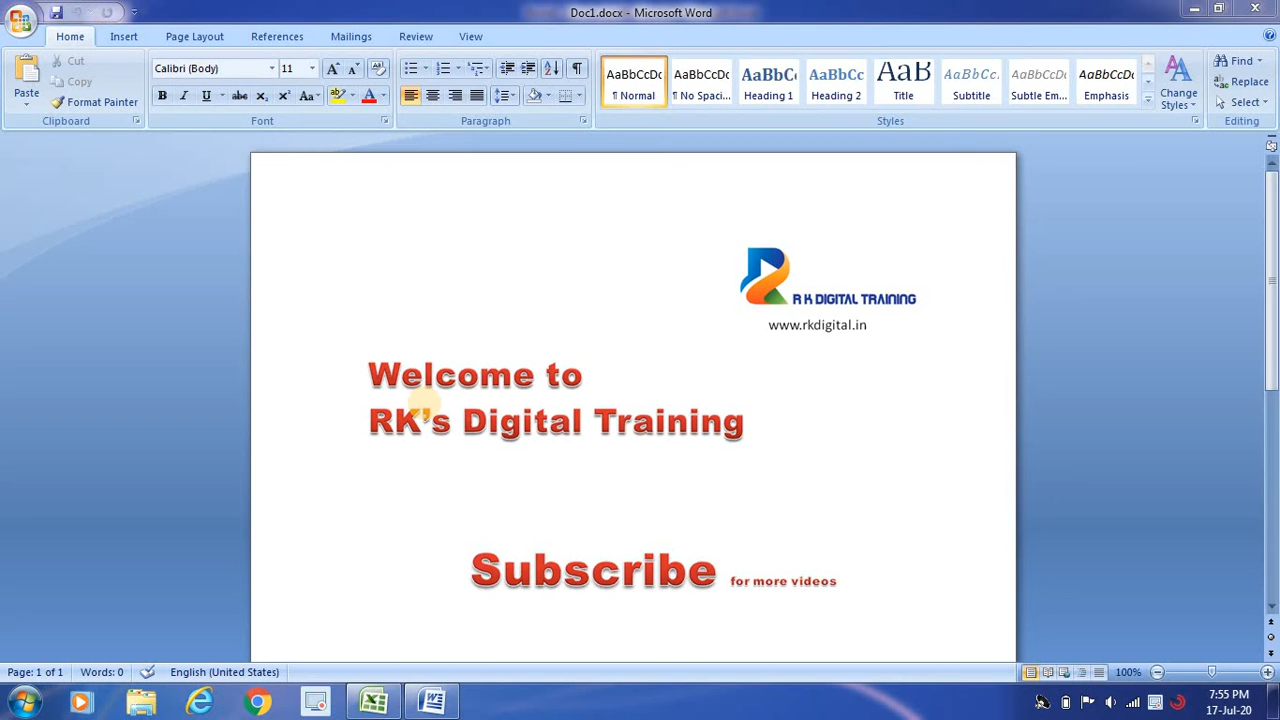 Doc1.docx - Microsoft Word
Home Insert Page Layout References Mailings Review View
Paste
Cut
Copy
Format Painter
Clipboard
Calibri (Body) 11
Font
Paragraph
AaBbCcDc AaBbCcDc AaBbC AaBbCc AaB AaBbCc. AaBbCcDc AaBbCcDc
¶ Normal ¶ No Spaci... Heading 1 Heading 2 Title Subtitle Subtle Em... Emphasis
Change
Styles
Styles
Find
Replace
Select
Editing
R K DIGITAL TRAINING
www.rkdigital.in
Welcome to
RK's Digital Training
Subscribe for more videos
Page: 1 of 1 Words: 0 English (United States) 100%
7:55 PM
17-Jul-20